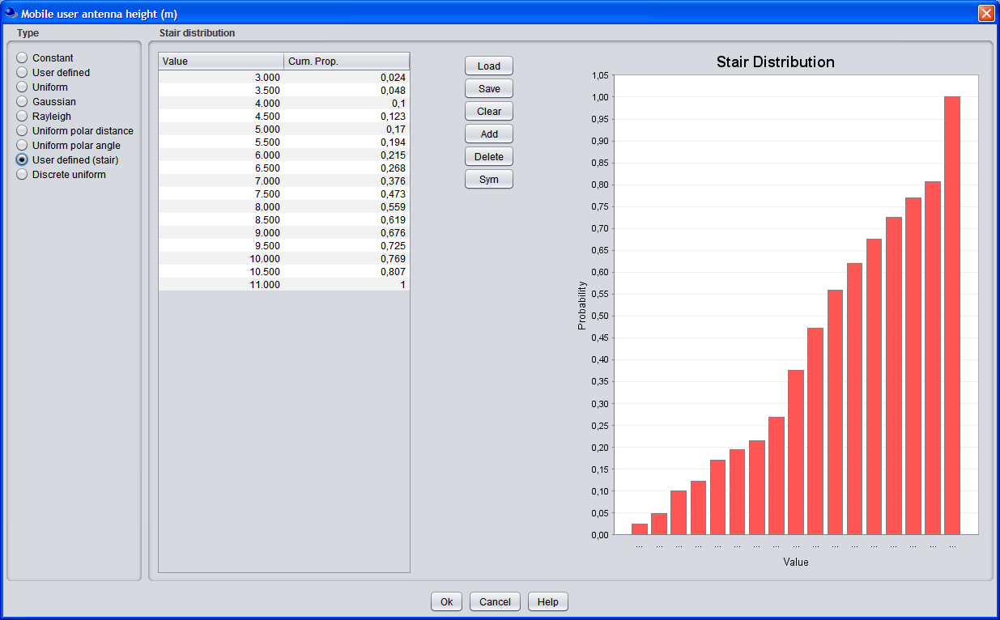 Mobile user antenna height (m)
Type
Constant
User defined
Uniform
Gaussian
Rayleigh
Uniform polar distance
Uniform polar angle
User defined (stair)
Discrete uniform
Stair distribution
Value Cum. Prop.
3.000 0,024
3.500 0,048
4.000 0,1
4.500 0,123
5.000 0,17
5.500 0,194
6.000 0,215
6.500 0,268
7.000 0,376
7.500 0,473
8.000 0,559
8.500 0,619
9.000 0,676
9.500 0,725
10.000 0,769
10.500 0,807
11.000 1
Load
Save
Clear
Add
Delete
Sym
Stair Distribution
1,05
1,00
0,95
0,90
0,85
0,80
0,75
0,70
0,65
0,60
0,55
0,50
0,45
0,40
0,35
0,30
0,25
0,20
0,15
0,10
0,05
0,00
Probability
... ... ... ... ... ... ... ... ... ... ... ... ... ... ... ... ...
Value
Ok Cancel Help